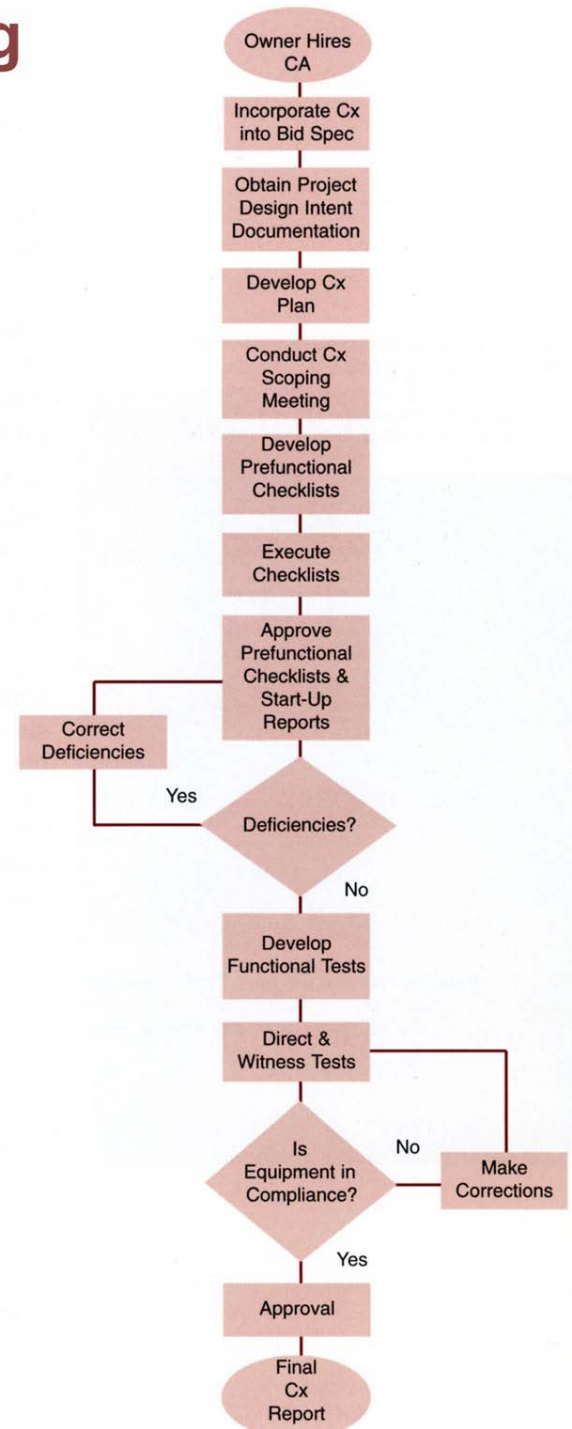 g
Owner Hires
CA
Incorporate Cx
into Bid Spec
Obtain Project
Design Intent
Documentation
Develop Cx
Plan
Conduct Cx
Scoping
Meeting
Develop
Prefunctional
Checklists
Execute
Checklists
Approve
Prefunctional
Checklists &
Start-Up
Reports
Correct
Deficiencies
Yes
Deficiencies?
No
Develop
Functional Tests
Direct &
Witness Tests
Is
Equipment in
Compliance?
No
Make
Corrections
Yes
Approval
Final
Cx
Report